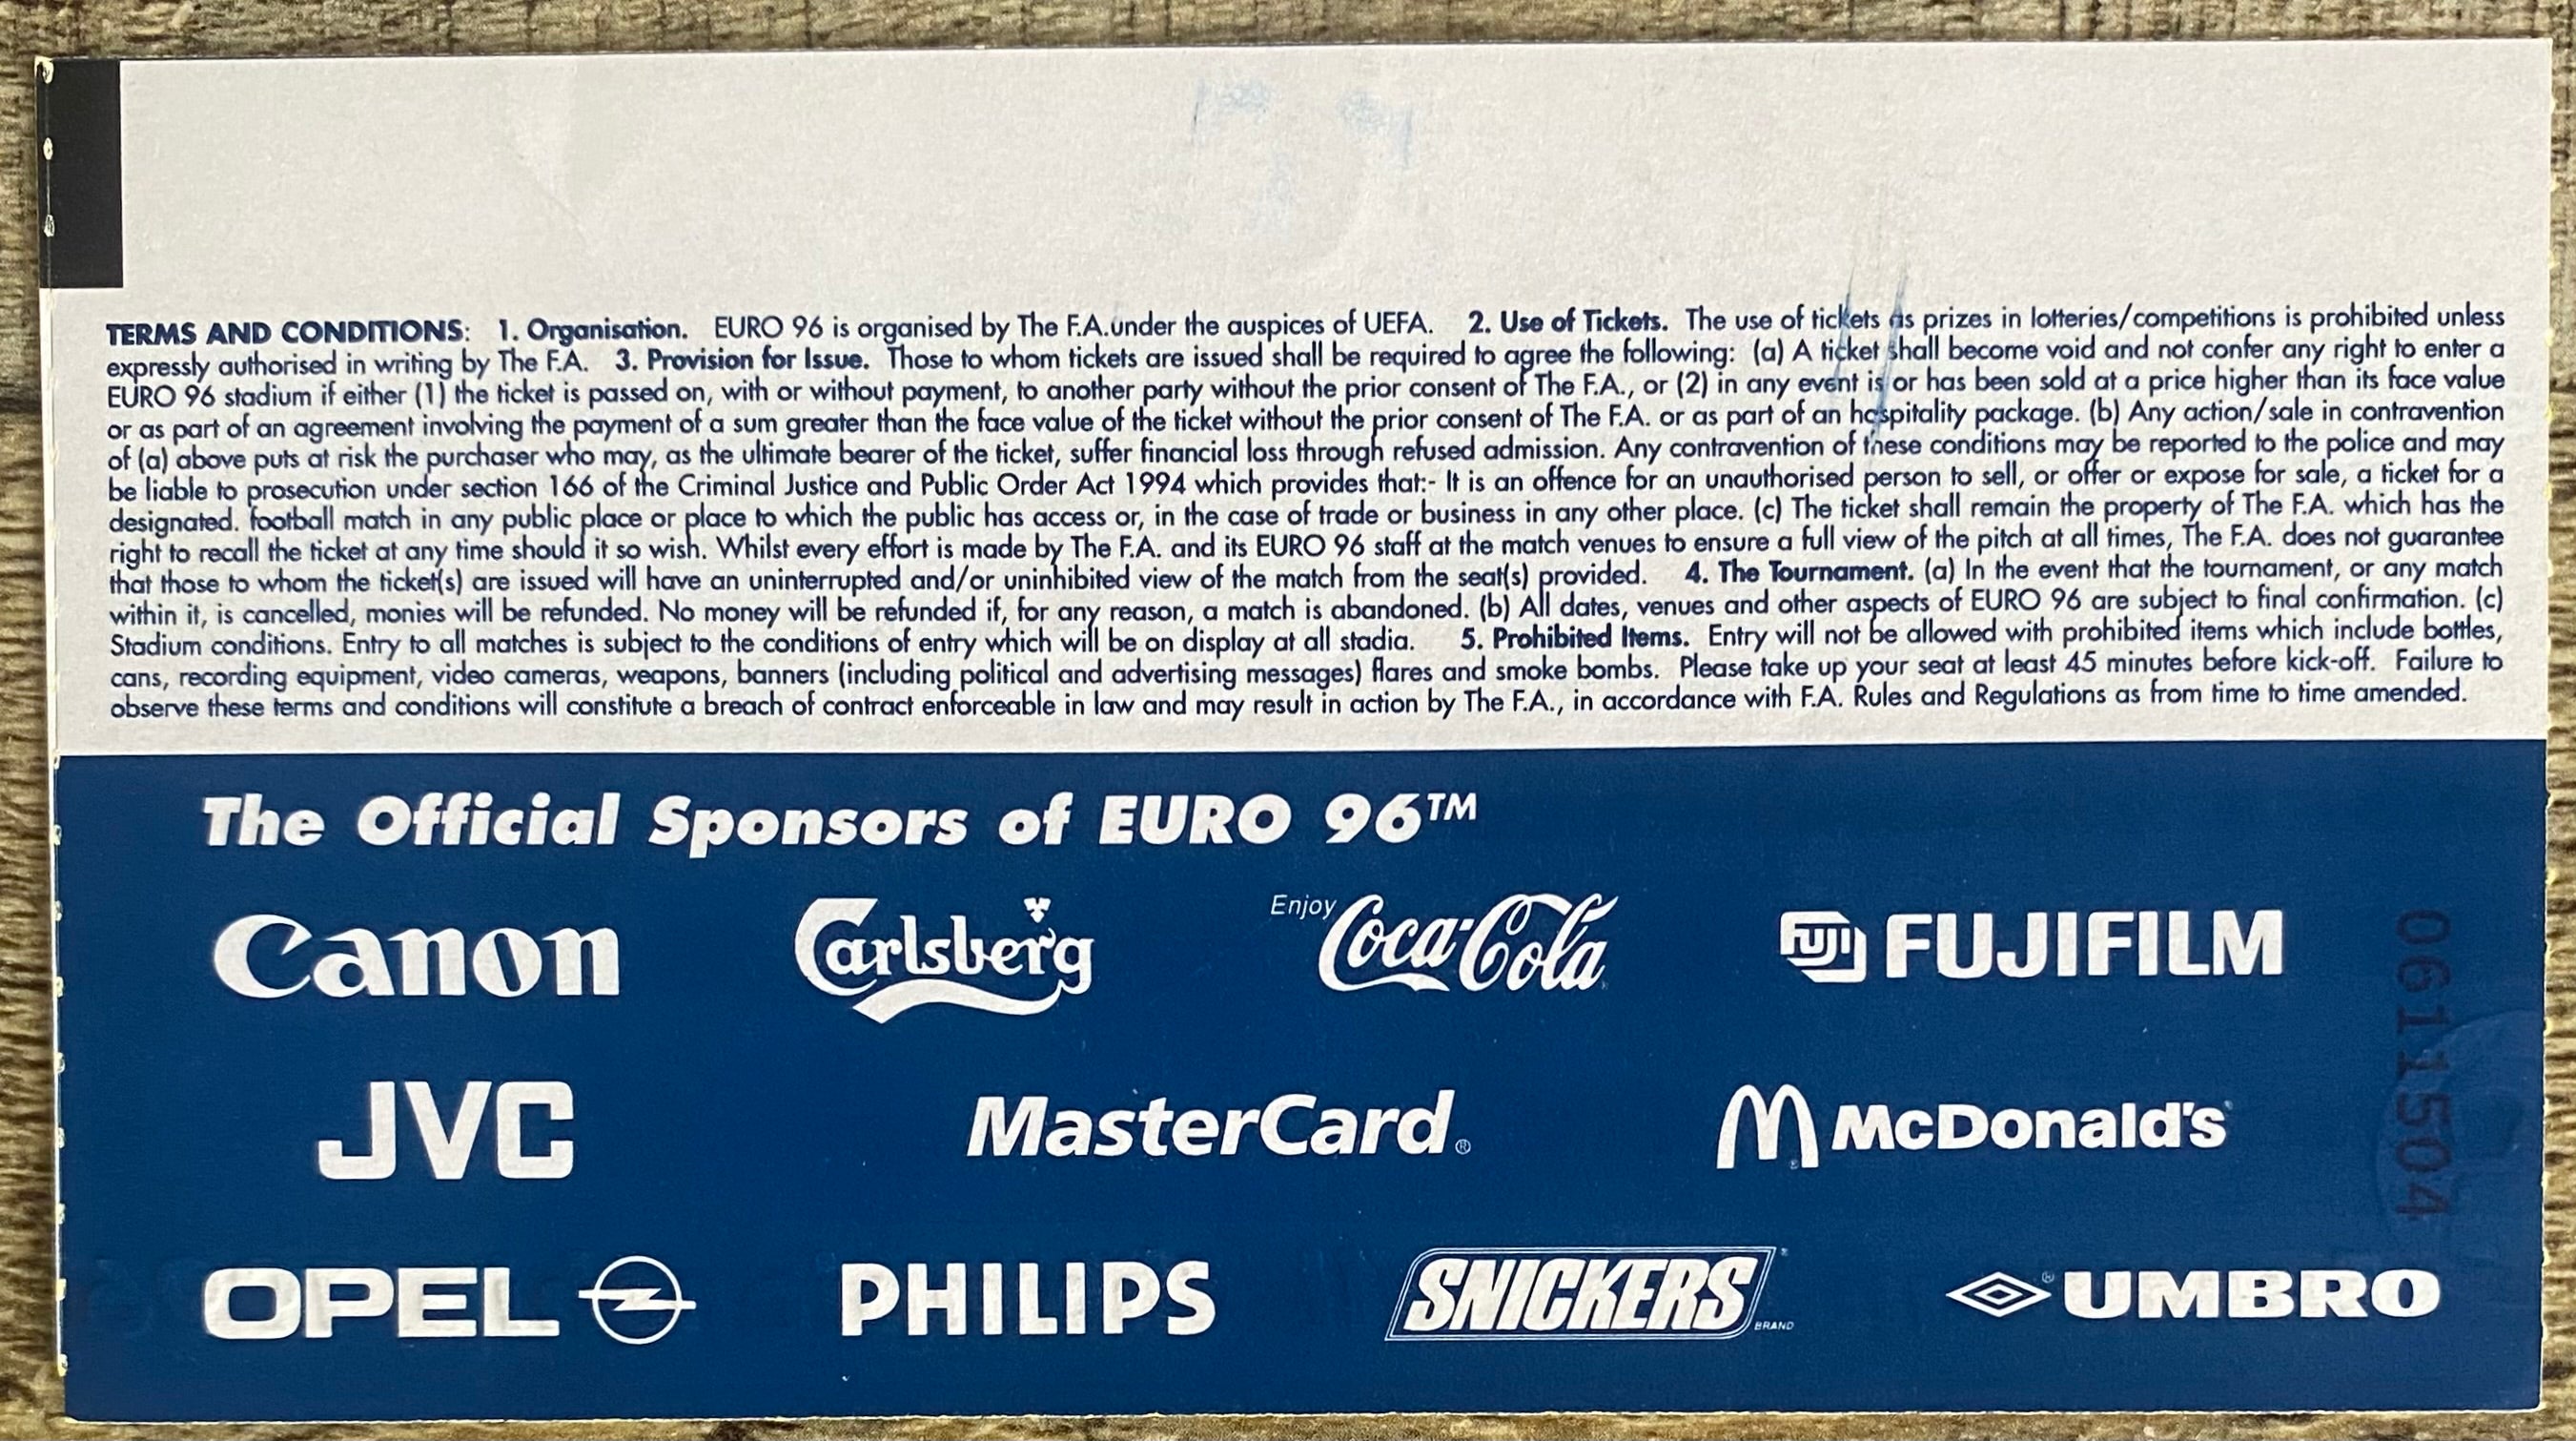 TERMS AND CONDITIONS: 1. Organisation. EURO 96 is organised by The F.A.under the auspices of UEFA. 2. Use of Tickets. The use of tickets as prizes in lotteries/competitions is prohibited unless
expressly authorised in writing by The F.A. 3. Provision for Issue. Those to whom tickets are issued shall be required to agree the following: (a) A ticket shall become void and not confer any right to enter a
EURO 96 stadium if either (1) the ticket is passed on, with or without payment, to another party without the prior consent of The F.A., or (2) in any event is or has been sold at a price higher than its face value
or as part of an agreement involving the payment of a sum greater than the face value of the ticket without the prior consent of The F.A. or as part of an hospitality package. (b) Any action/sale in contravention
of (a) above puts at risk the purchaser who may, as the ultimate bearer of the ticket, suffer financial loss through refused admission. Any contravention of these conditions may be reported to the police and may
be liable to prosecution under section 166 of the Criminal Justice and Public Order Act 1994 which provides that:- It is an offence for an unauthorised person to sell, or offer or expose for sale, a ticket for a
designated. football match in any public place or place to which the public has access or, in the case of trade or business in any other place. (c) The ticket shall remain the property of The F.A. which has the
right to recall the ticket at any time should it so wish. Whilst every effort is made by The F.A. and its EURO 96 staff at the match venues to ensure a full view of the pitch at all times, The F.A. does not guarantee
that those to whom the ticket(s) are issued will have an uninterrupted and/or uninhibited view of the match from the seat(s) provided. 4. The Tournament. (a) In the event that the tournament, or any match
within it, is cancelled, monies will be refunded. No money will be refunded if, for any reason, a match is abandoned. (b) All dates, venues and other aspects of EURO 96 are subject to final confirmation. (c)
Stadium conditions. Entry to all matches is subject to the conditions of entry which will be on display at all stadia. 5. Prohibited Items. Entry will not be allowed with prohibited items which include bottles,
cans, recording equipment, video cameras, weapons, banners (including political and advertising messages) flares and smoke bombs. Please take up your seat at least 45 minutes before kick-off. Failure to
observe these terms and conditions will constitute a breach of contract enforceable in law and may result in action by The F.A., in accordance with F.A. Rules and Regulations as from time to time amended.
The Official Sponsors of EURO 96™
Canon Carlsberg Enjoy Coca-Cola FUJI FUJIFILM
JVC MasterCard® McDonald's
OPEL PHILIPS SNICKERS® BRAND ® UMBRO
0611504